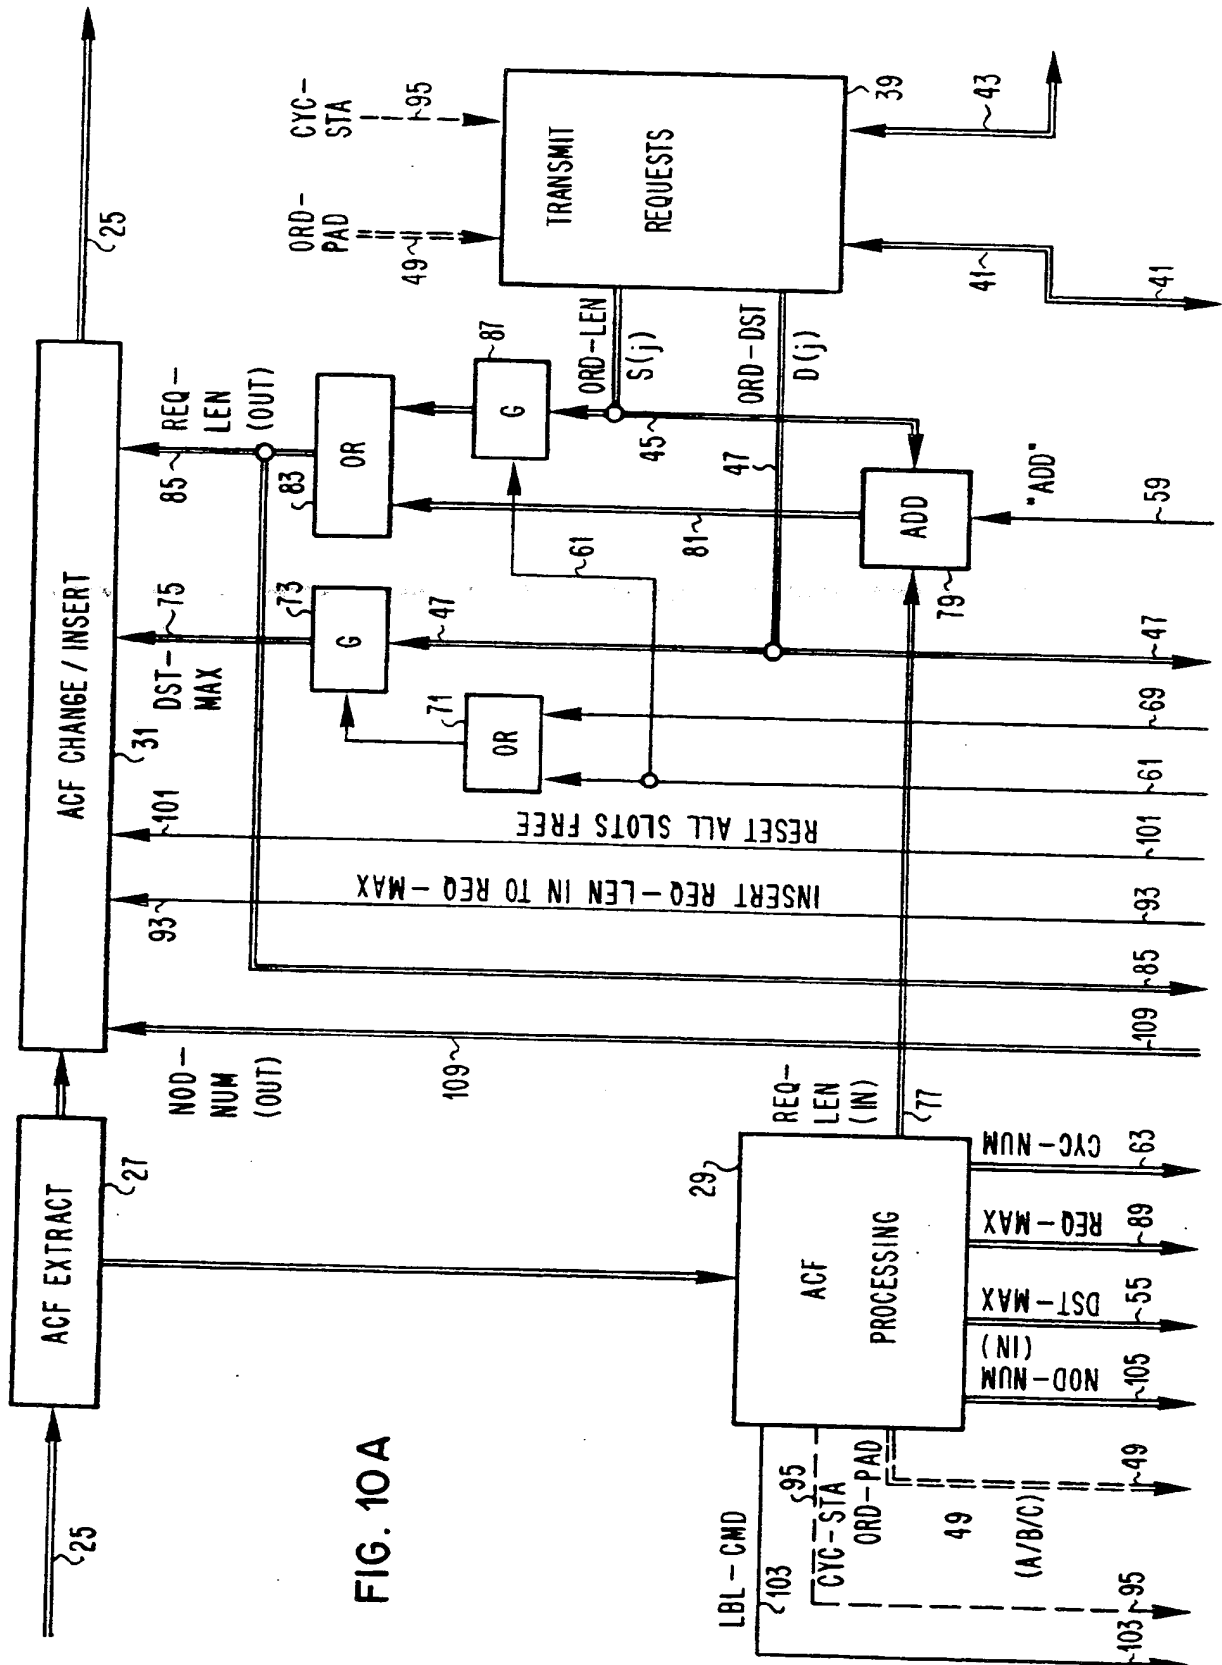 FIG. 10A
25
ACF EXTRACT
27
ACF CHANGE / INSERT
31
25
NOD-
NUM
(OUT)
109
93
101
DST-
MAX
75
85
REQ-
LEN
(OUT)
INSERT REQ-LEN IN TO REQ-MAX
RESET ALL SLOTS FREE
G
73
OR
83
OR
71
G
87
47
61
81
47
45
ORD-LEN
S(j)
ORD-DST
D(j)
ORD-
PAD
49
CYC-
STA
95
TRANSMIT
REQUESTS
39
41
41
43
ADD
79
"ADD"
59
47
69
61
101
93
85
109
REQ-
LEN
(IN)
77
ACF
PROCESSING
29
LBL-CMD
103
95
CYC-STA
ORD-PAD
49
(A/B/C)
NOD-NUM
(IN)
DST-MAX
REQ-MAX
CYC-NUM
103
95
49
105
55
89
63